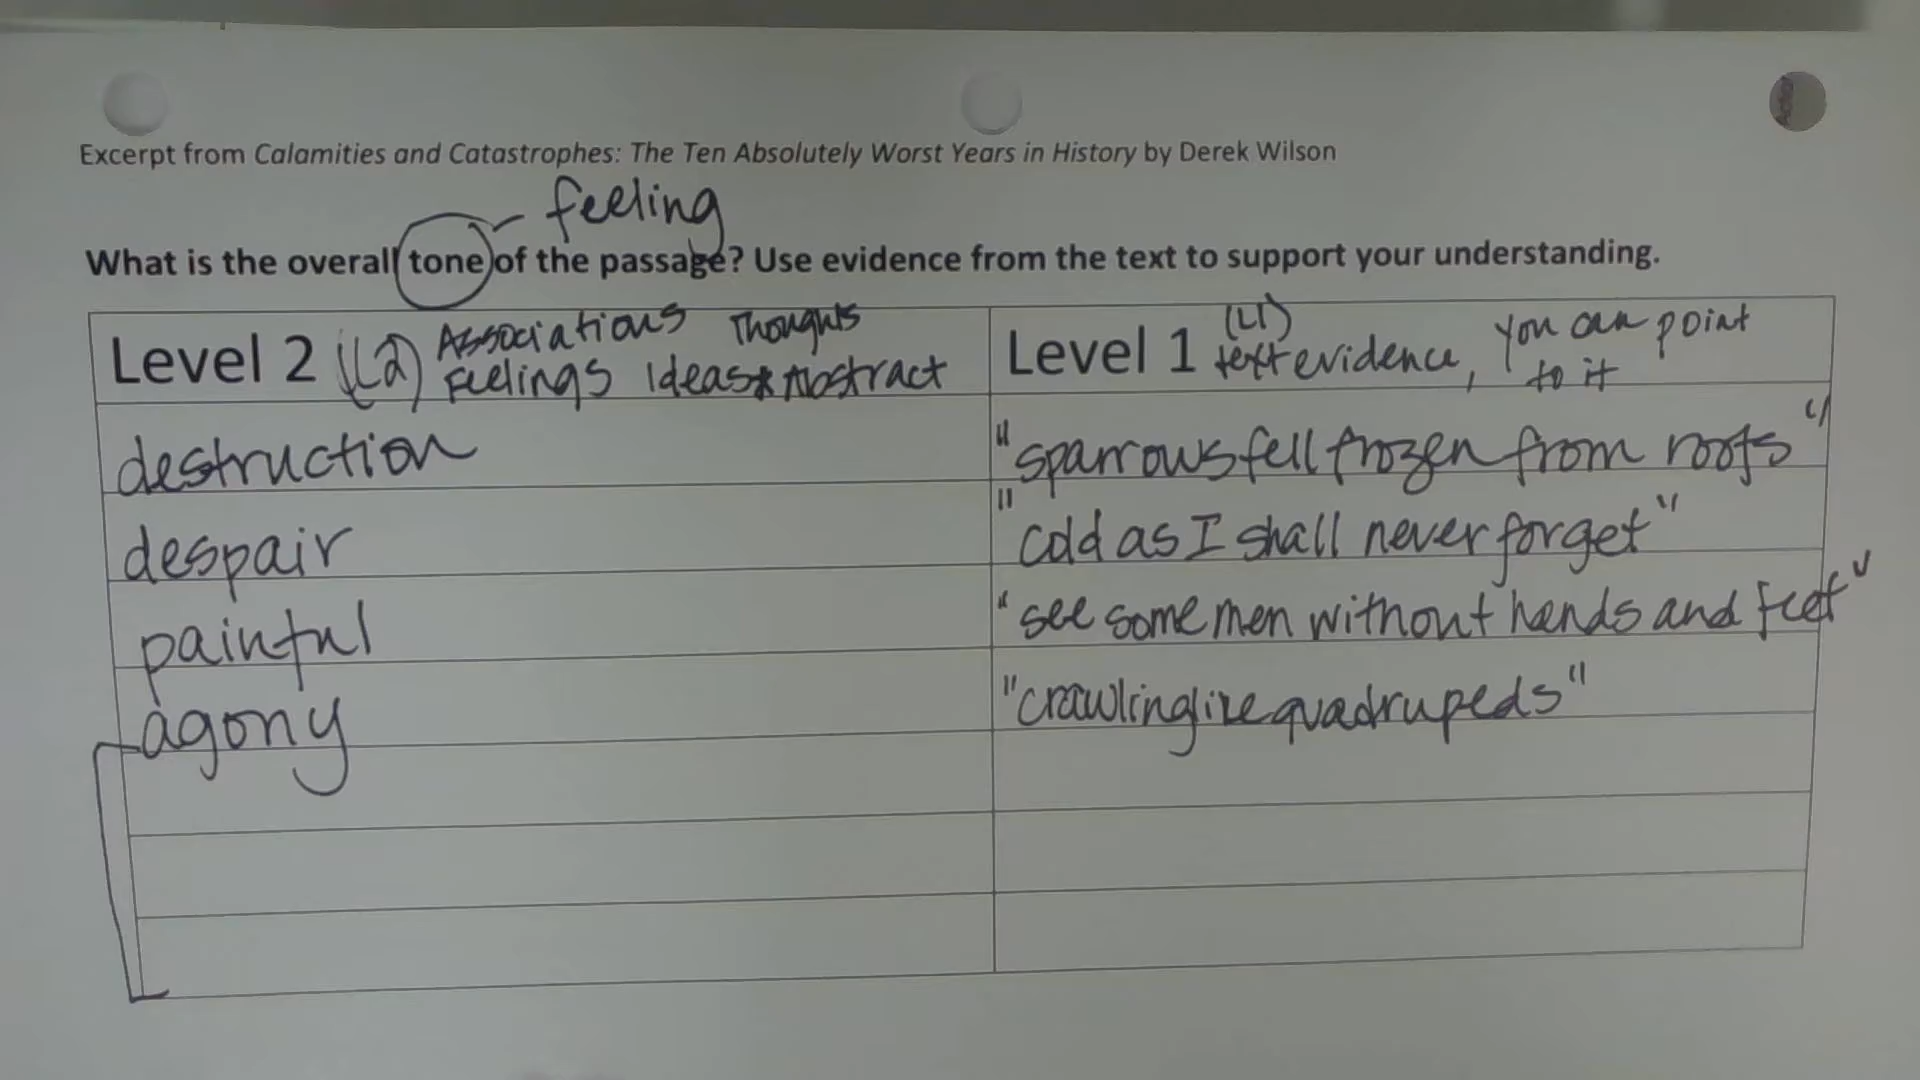 Excerpt from Calamities and Catastrophes: The Ten Absolutely Worst Years in History by Derek Wilson
feeling
What is the overall tone of the passage? Use evidence from the text to support your understanding.
Level 2 (L2) Associations Thoughts
Feelings Ideas Abstract
Level 1 (L1) text evidence, you can point
to it
destruction
"sparrows fell frozen from roofs"
despair
"cold as I shall never forget"
painful
"see some men without hands and feet"
agony
"crawling like quadrupeds"